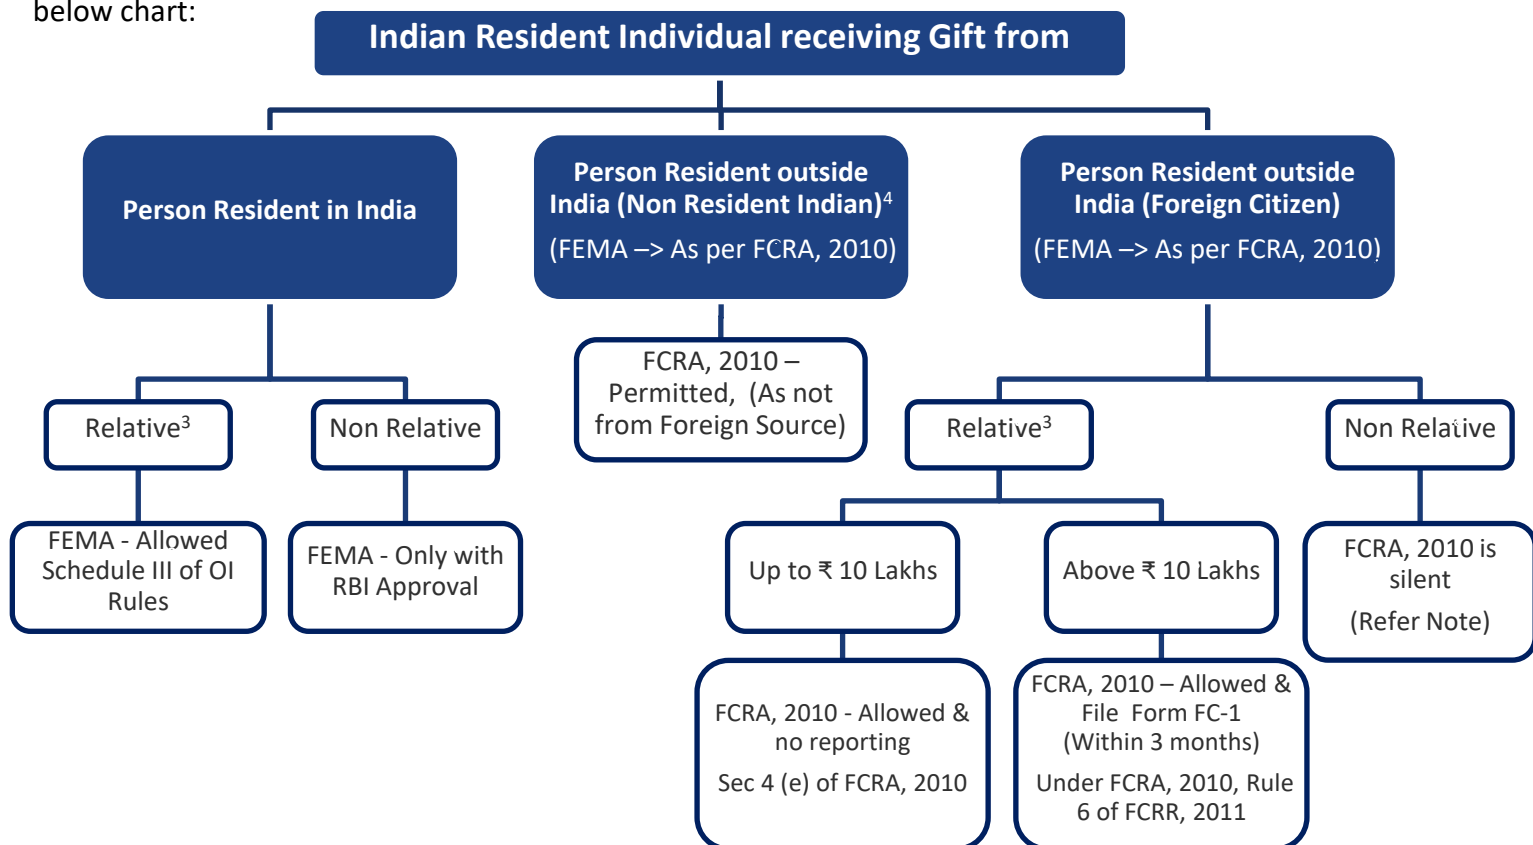 below chart:
Indian Resident Individual receiving Gift from
Person Resident in India
Person Resident outside
India (Non Resident Indian)⁴
(FEMA –> As per FCRA, 2010)
Person Resident outside
India (Foreign Citizen)
(FEMA –> As per FCRA, 2010)
Relative³
Non Relative
FCRA, 2010 –
Permitted, (As not
from Foreign Source)
Relative³
Non Relative
FEMA - Allowed
Schedule III of OI
Rules
FEMA - Only with
RBI Approval
Up to ₹ 10 Lakhs
Above ₹ 10 Lakhs
FCRA, 2010 is
silent
(Refer Note)
FCRA, 2010 - Allowed &
no reporting
Sec 4 (e) of FCRA, 2010
FCRA, 2010 – Allowed &
File Form FC-1
(Within 3 months)
Under FCRA, 2010, Rule
6 of FCRR, 2011